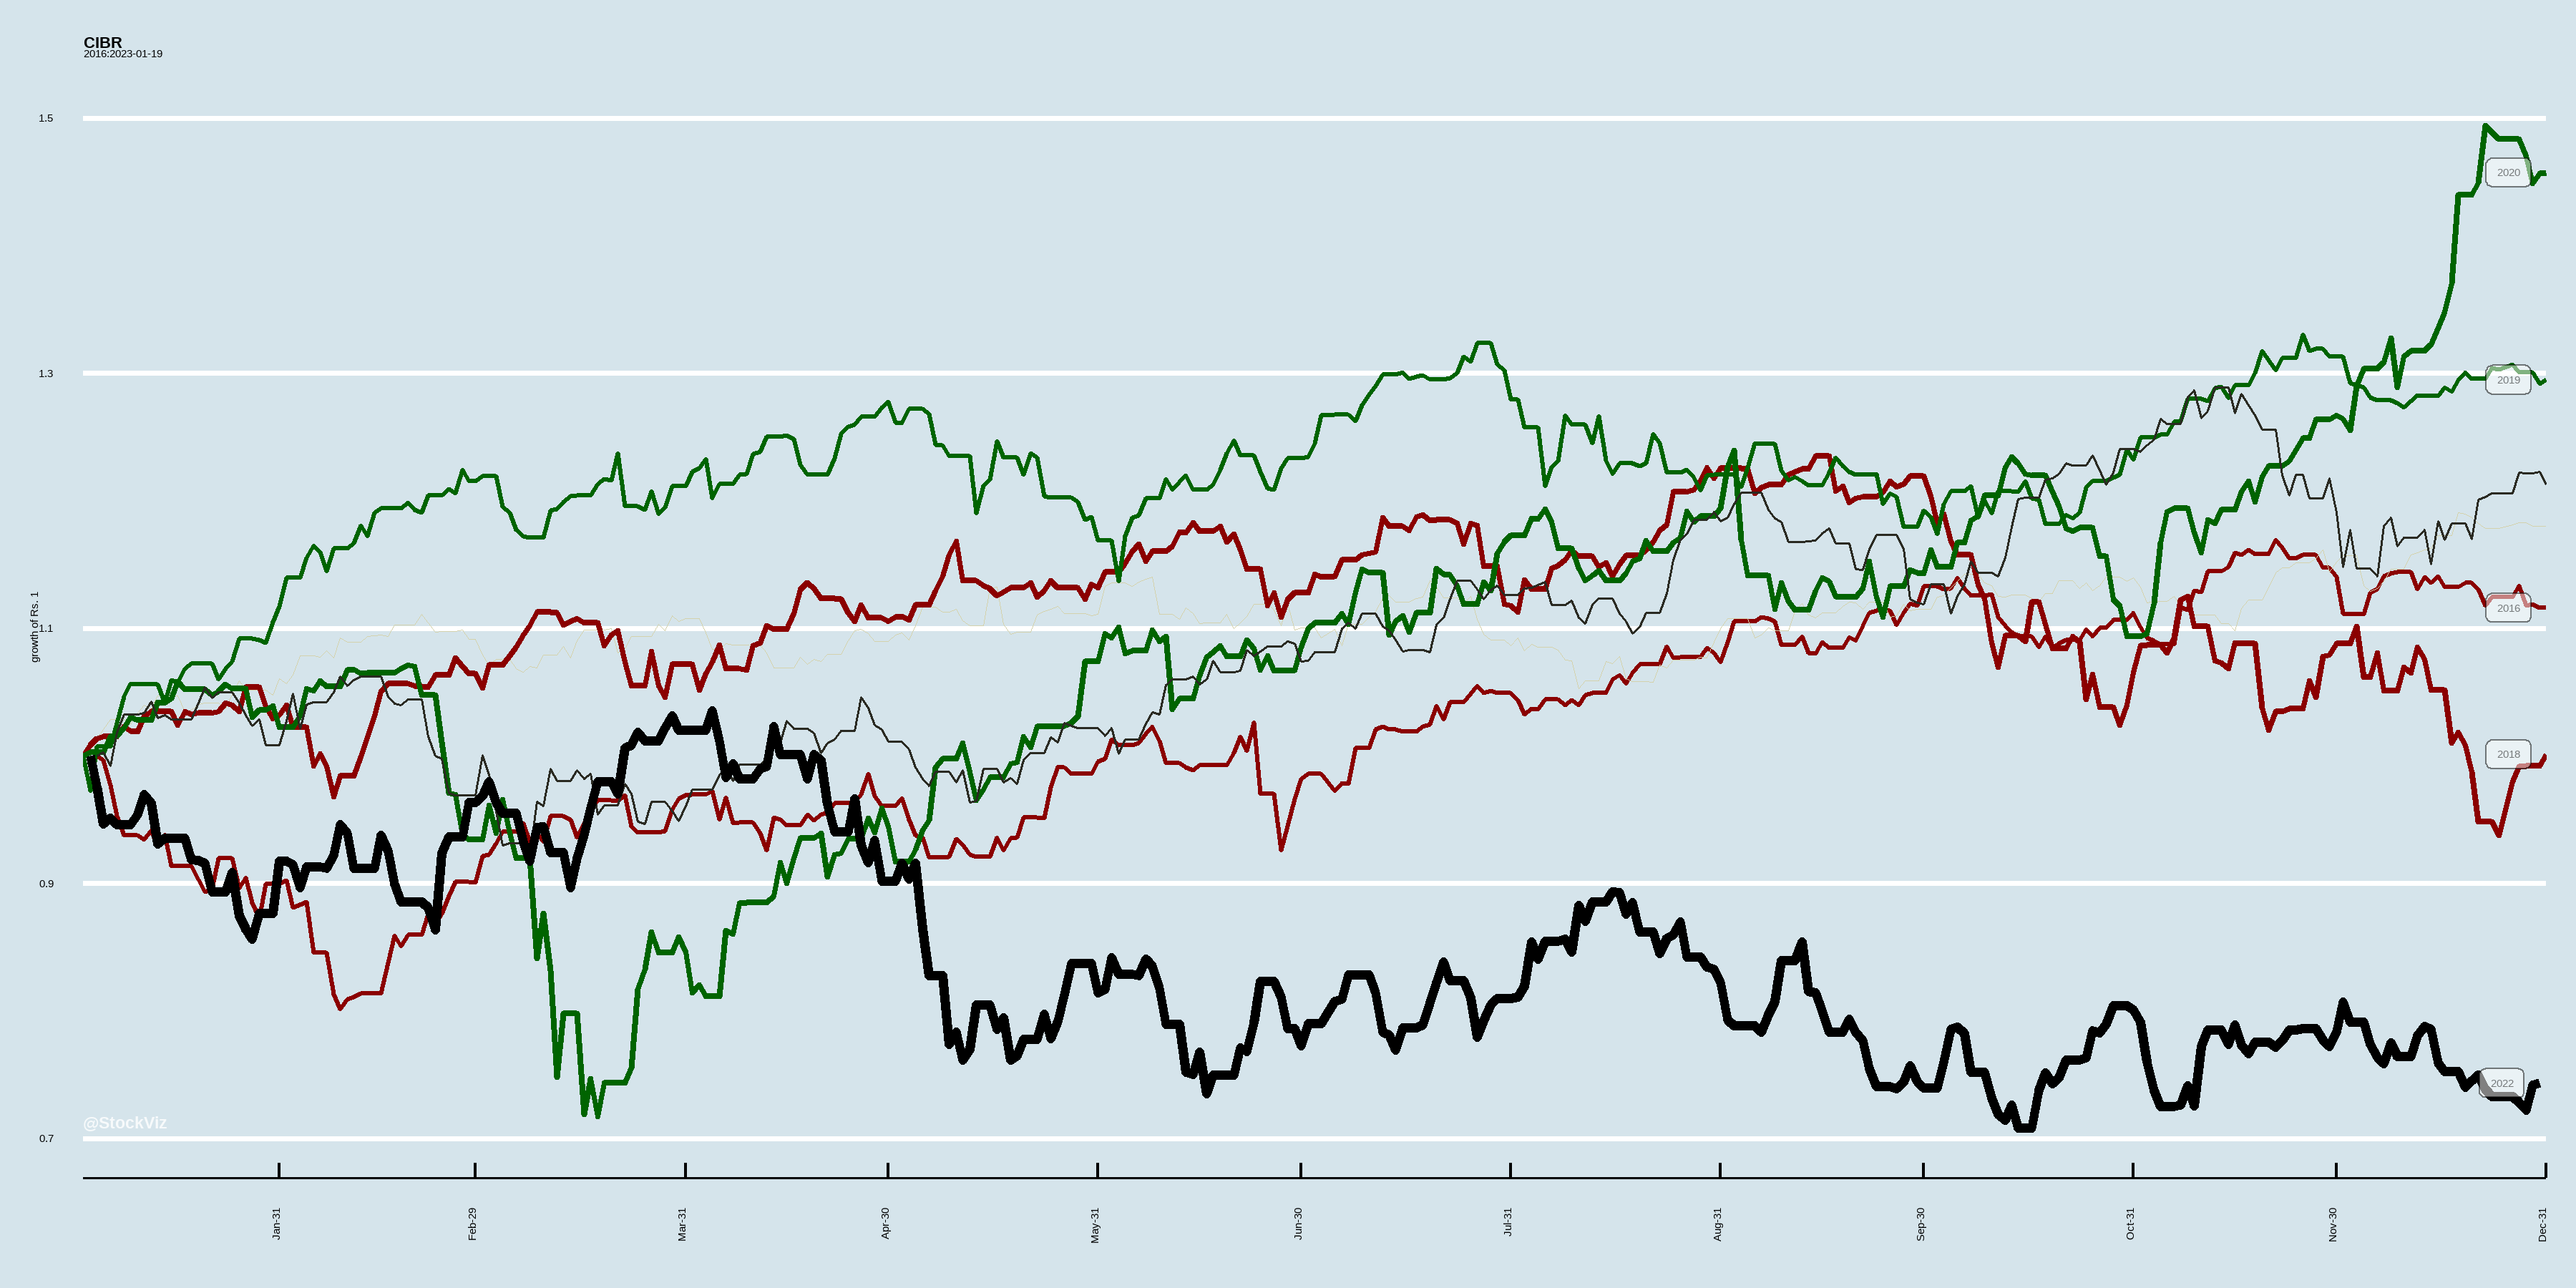 CIBR
2016:2023-01-19
1.5
1.3
1.1
0.9
0.7
growth of Rs. 1
2020
2019
2016
2018
2022
@StockViz
Jan-31
Feb-29
Mar-31
Apr-30
May-31
Jun-30
Jul-31
Aug-31
Sep-30
Oct-31
Nov-30
Dec-31